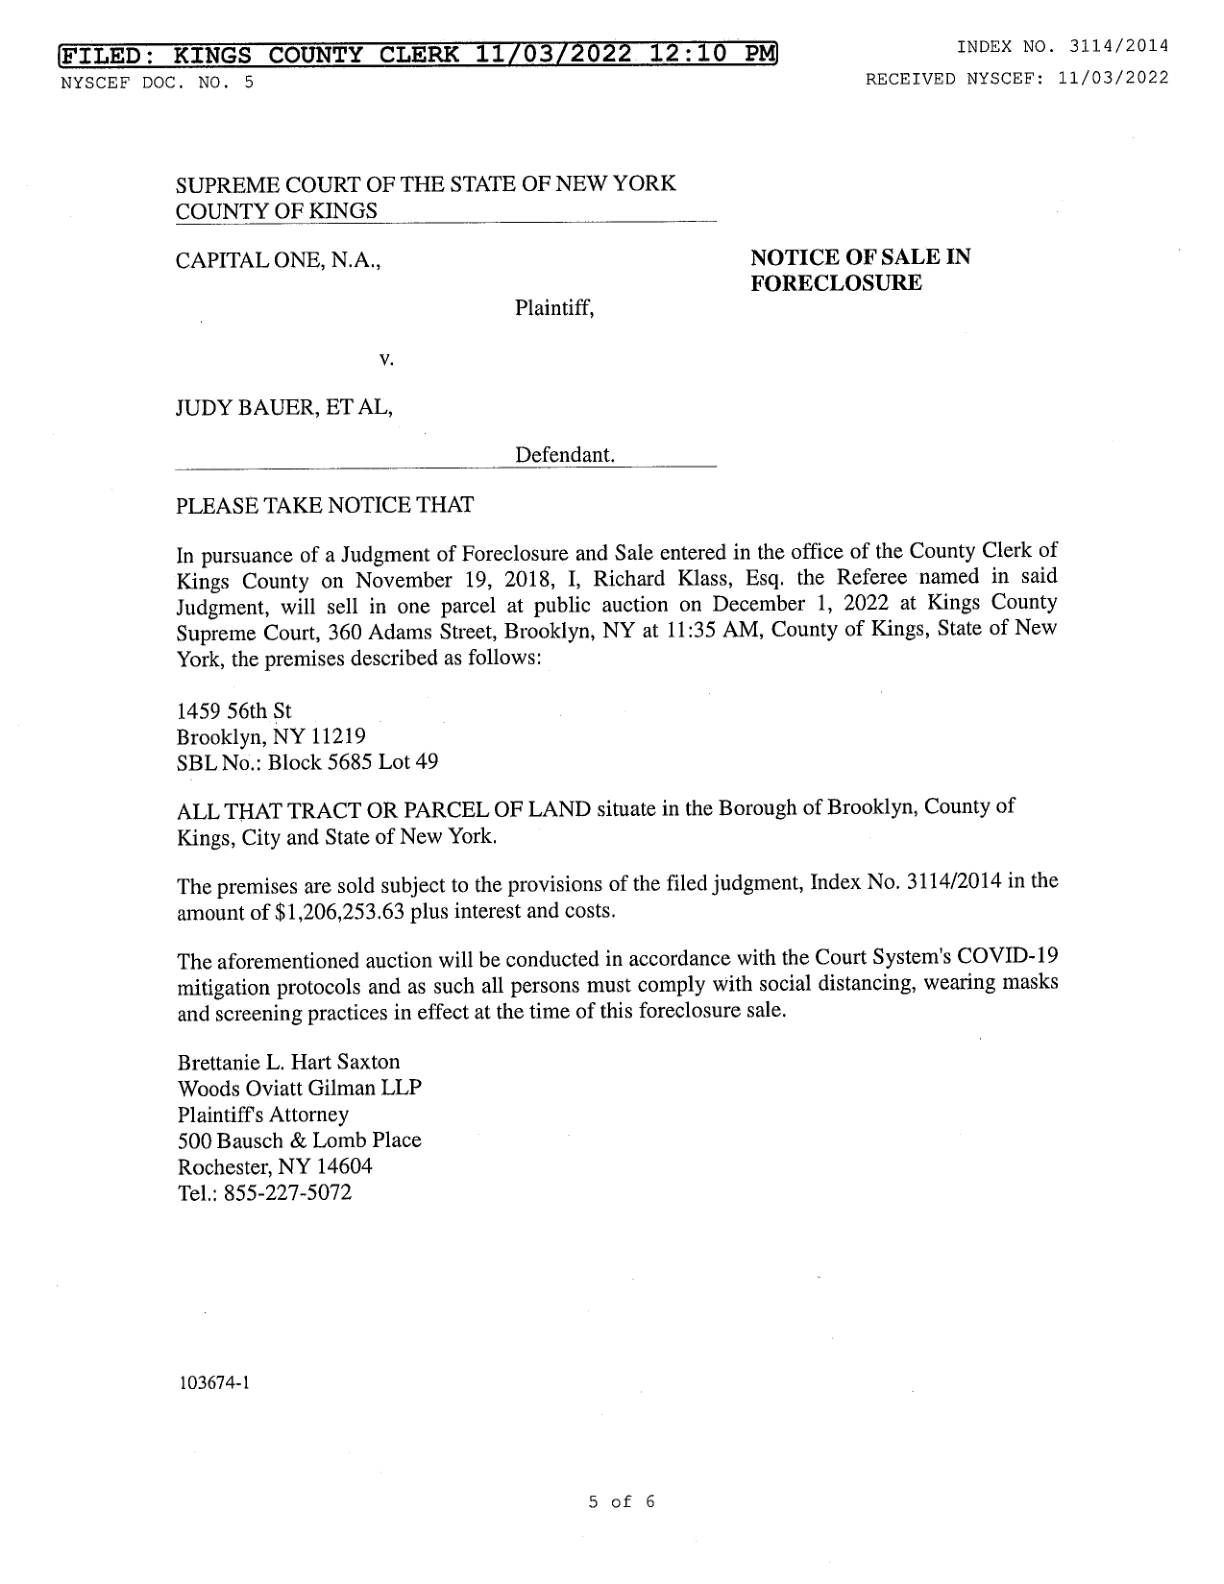 FILED: KINGS COUNTY CLERK 11/03/2022 12:10 PM
INDEX NO. 3114/2014
NYSCEF DOC. NO. 5
RECEIVED NYSCEF: 11/03/2022
SUPREME COURT OF THE STATE OF NEW YORK
COUNTY OF KINGS
CAPITAL ONE, N.A.,
NOTICE OF SALE IN
FORECLOSURE
Plaintiff,
v.
JUDY BAUER, ET AL,
Defendant.
PLEASE TAKE NOTICE THAT
In pursuance of a Judgment of Foreclosure and Sale entered in the office of the County Clerk of
Kings County on November 19, 2018, I, Richard Klass, Esq. the Referee named in said
Judgment, will sell in one parcel at public auction on December 1, 2022 at Kings County
Supreme Court, 360 Adams Street, Brooklyn, NY at 11:35 AM, County of Kings, State of New
York, the premises described as follows:
1459 56th St
Brooklyn, NY 11219
SBL No.: Block 5685 Lot 49
ALL THAT TRACT OR PARCEL OF LAND situate in the Borough of Brooklyn, County of
Kings, City and State of New York.
The premises are sold subject to the provisions of the filed judgment, Index No. 3114/2014 in the
amount of $1,206,253.63 plus interest and costs.
The aforementioned auction will be conducted in accordance with the Court System's COVID-19
mitigation protocols and as such all persons must comply with social distancing, wearing masks
and screening practices in effect at the time of this foreclosure sale.
Brettanie L. Hart Saxton
Woods Oviatt Gilman LLP
Plaintiff's Attorney
500 Bausch & Lomb Place
Rochester, NY 14604
Tel.: 855-227-5072
103674-1
5 of 6